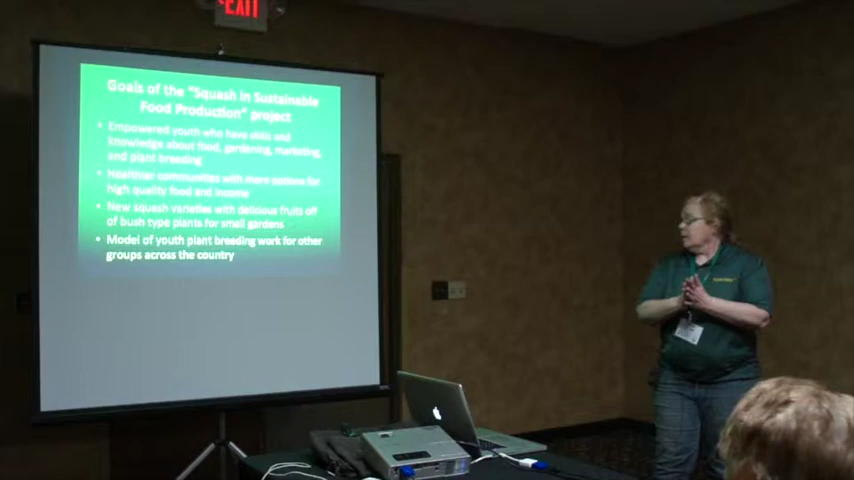 EXIT
Goals of the "Squash in Sustainable
Food Production" project
• Empowered youth who have skills and
knowledge about food, gardening, marketing,
and plant breeding
• Healthier communities with more options for
high quality food and income
• New squash varieties with delicious fruits off
of bush type plants for small gardens
• Model of youth plant breeding work for other
groups across the country